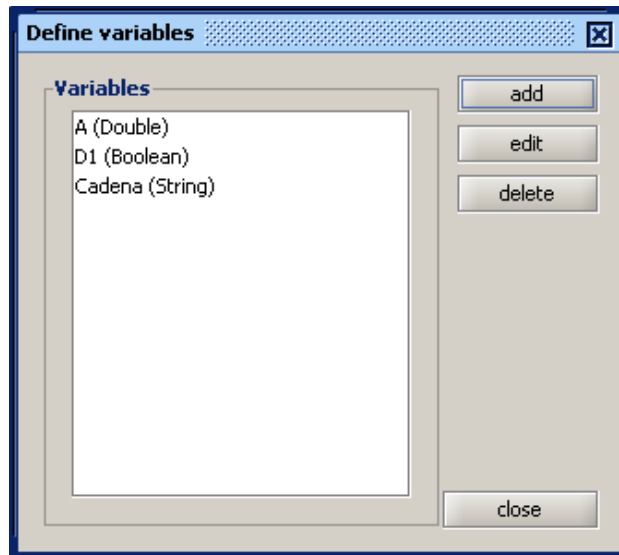 Define variables
Variables
A (Double)
D1 (Boolean)
Cadena (String)
add
edit
delete
close